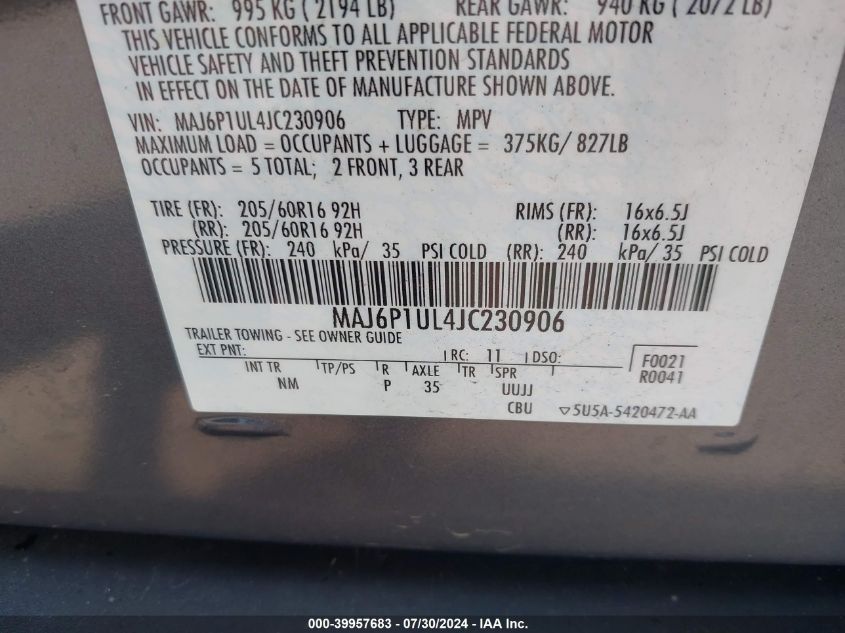 FRONT GAWR: 995 KG ( 2194 LB) REAR GAWR: 940 KG ( 2072 LB)
THIS VEHICLE CONFORMS TO ALL APPLICABLE FEDERAL MOTOR
VEHICLE SAFETY AND THEFT PREVENTION STANDARDS
IN EFFECT ON THE DATE OF MANUFACTURE SHOWN ABOVE.
VIN: MAJ6P1UL4JC230906 TYPE: MPV
MAXIMUM LOAD = OCCUPANTS + LUGGAGE = 375KG/ 827LB
OCCUPANTS = 5 TOTAL; 2 FRONT, 3 REAR
TIRE (FR): 205/60R16 92H RIMS (FR): 16x6.5J
(RR): 205/60R16 92H (RR): 16x6.5J
PRESSURE (FR): 240 kPa/ 35 PSI COLD (RR): 240 kPa/ 35 PSI COLD
MAJ6P1UL4JC230906
TRAILER TOWING - SEE OWNER GUIDE
EXT PNT: RC: 11 DSO: F0021
INT TR TP/PS R AXLE TR SPR R0041
NM P 35 UUJJ
CBU ▽5U5A-5420472-AA
000-39957683 / 07/30/2024 - IAA Inc.